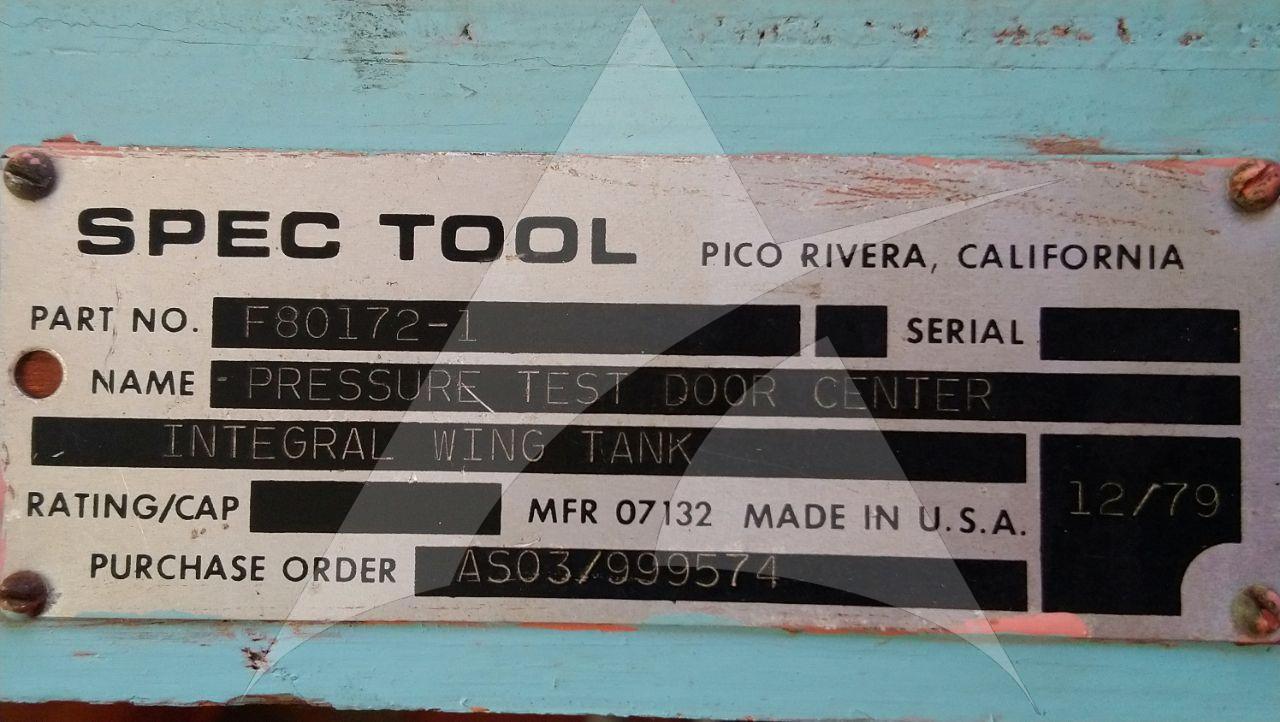 SPEC TOOL PICO RIVERA, CALIFORNIA
PART NO. F80172-1 SERIAL
NAME - PRESSURE TEST DOOR CENTER
INTEGRAL WING TANK
RATING/CAP MFR 07132 MADE IN U.S.A. 12/79
PURCHASE ORDER AS03/999574